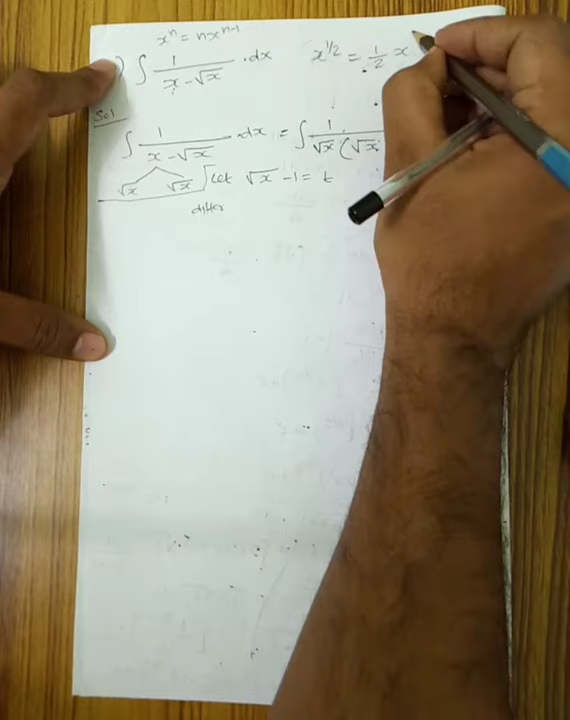 xⁿ = nxⁿ⁻¹
) ∫ 1/(x - √x) .dx x^1/2 = 1/2 x
Sol
∫ 1/(x - √x) .dx = ∫ 1/(√x (√x
√x √x let √x - 1 = t
differ